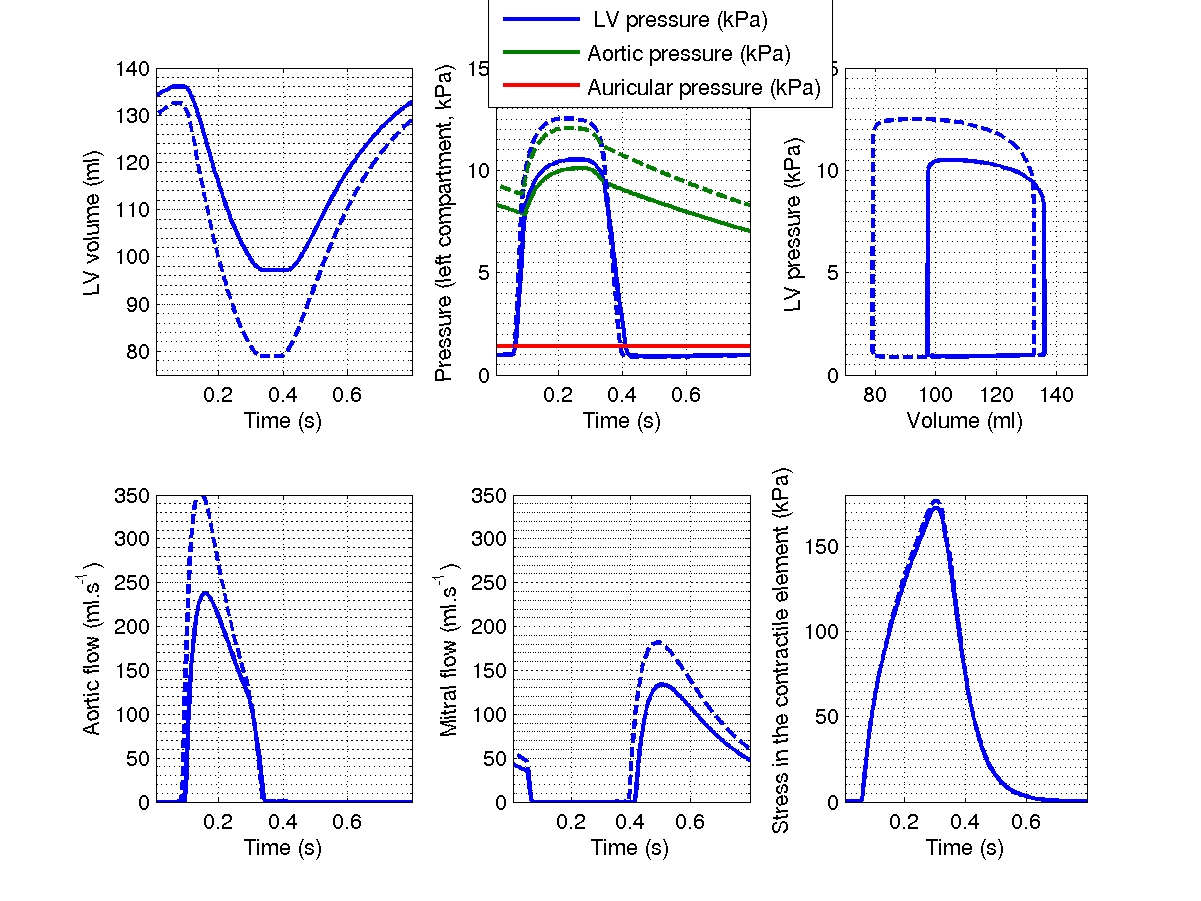 LV pressure (kPa)
Aortic pressure (kPa)
Auricular pressure (kPa)
140
130
120
110
100
90
80
0.2 0.4 0.6
Time (s)
LV volume (ml)
15
10
5
0
0.2 0.4 0.6
Time (s)
Pressure (left compartment, kPa)
5
10
5
0
80 100 120 140
Volume (ml)
LV pressure (kPa)
350
300
250
200
150
100
50
0
0.2 0.4 0.6
Time (s)
Aortic flow (ml.s⁻¹)
350
300
250
200
150
100
50
0
0.2 0.4 0.6
Time (s)
Mitral flow (ml.s⁻¹)
150
100
50
0
0.2 0.4 0.6
Time (s)
Stress in the contractile element (kPa)